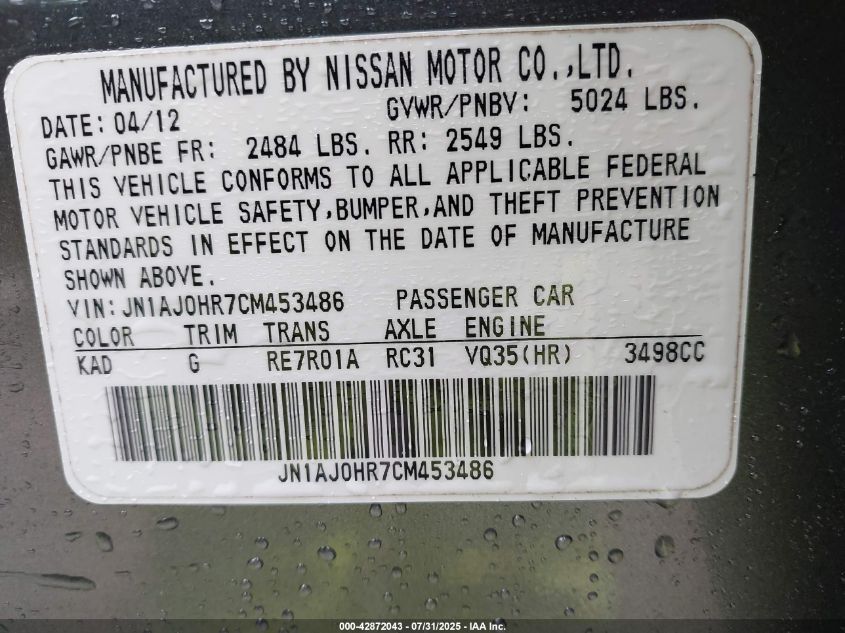 MANUFACTURED BY NISSAN MOTOR CO.,LTD.
DATE: 04/12 GVWR/PNBV: 5024 LBS.
GAWR/PNBE FR: 2484 LBS. RR: 2549 LBS.
THIS VEHICLE CONFORMS TO ALL APPLICABLE FEDERAL
MOTOR VEHICLE SAFETY,BUMPER,AND THEFT PREVENTION
STANDARDS IN EFFECT ON THE DATE OF MANUFACTURE
SHOWN ABOVE.
VIN:JN1AJ0HR7CM453486 PASSENGER CAR
COLOR TRIM TRANS AXLE ENGINE
KAD G RE7R01A RC31 VQ35(HR) 3498CC
JN1AJ0HR7CM453486
000-42872043 - 07/31/2025 - IAA Inc.